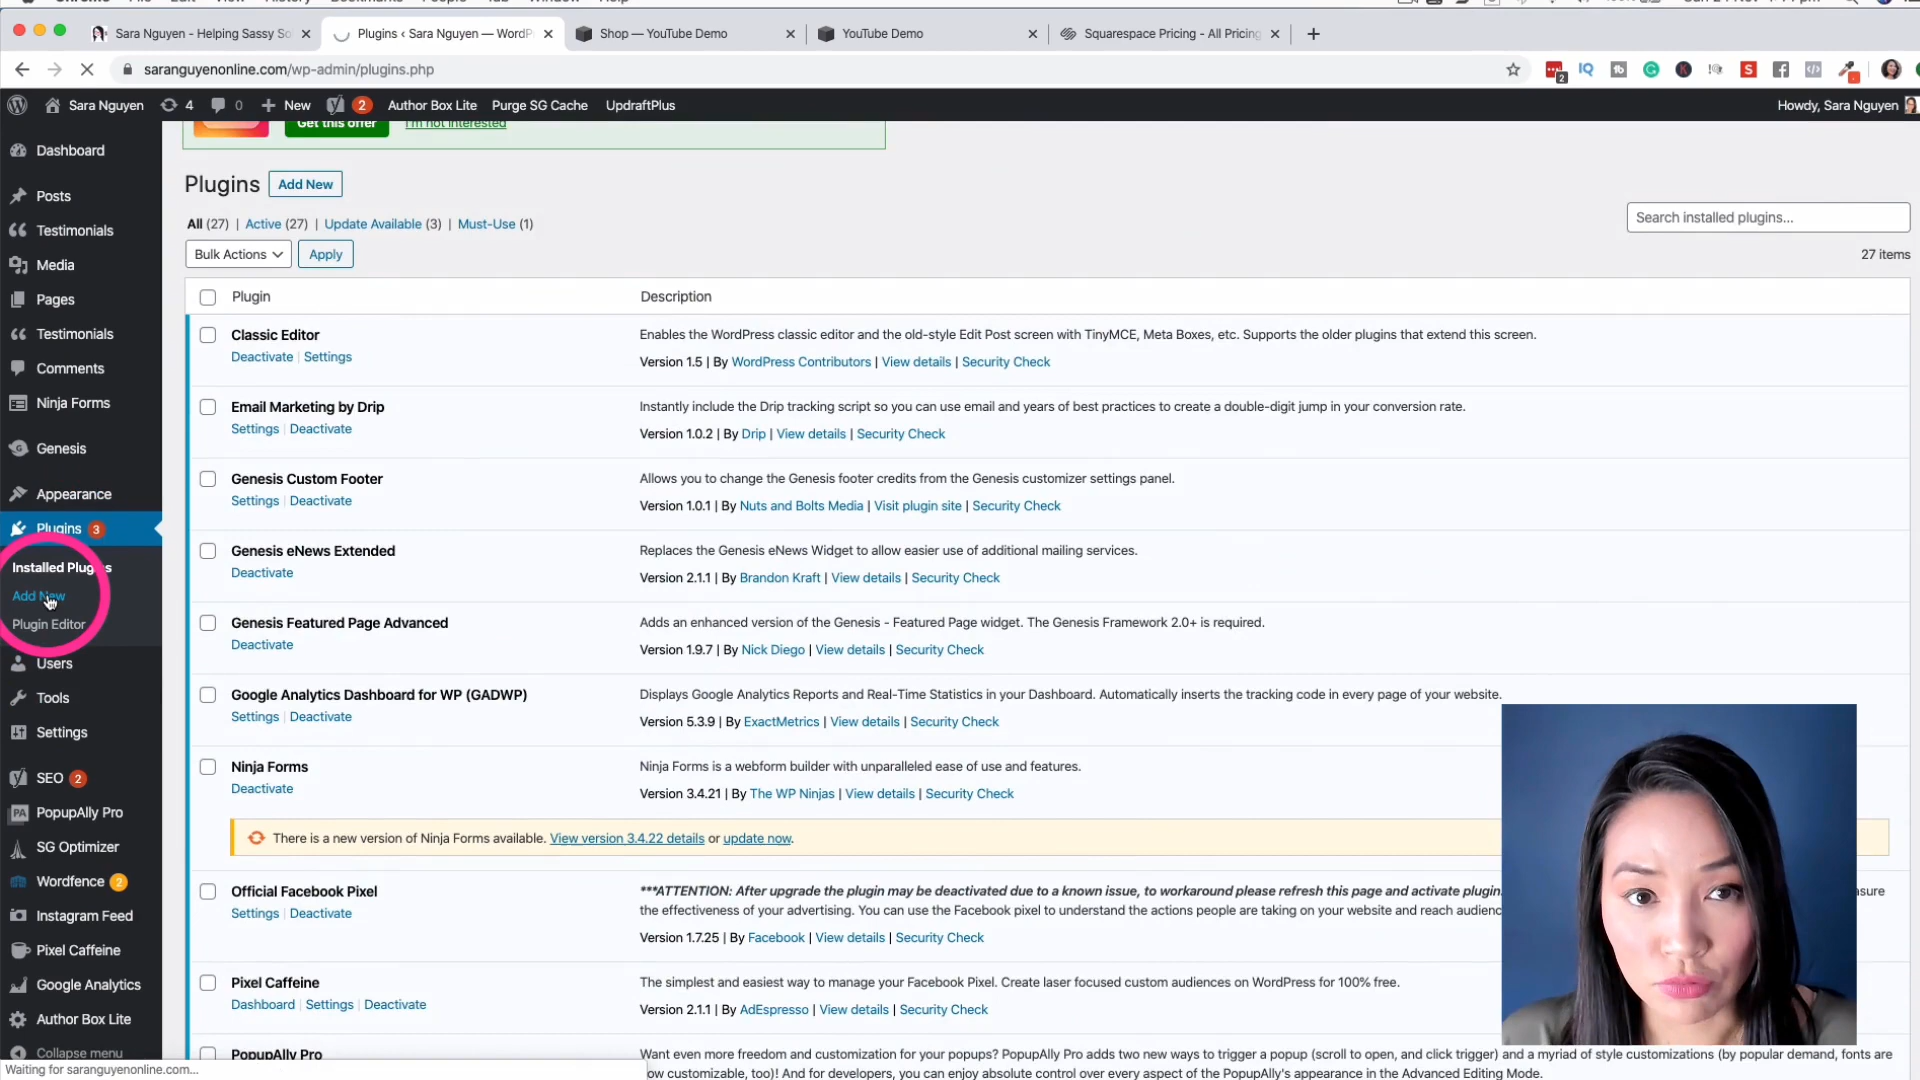 Sara Nguyen - Helping Sassy So
Plugins ‹ Sara Nguyen — WordP
Shop — YouTube Demo
YouTube Demo
Squarespace Pricing - All Pricing
saranguyenonline.com/wp-admin/plugins.php
Sara Nguyen 4 0 New 2 Author Box Lite Purge SG Cache UpdraftPlus Howdy, Sara Nguyen
Get this offer I'm not interested
Dashboard
Posts
Testimonials
Media
Pages
Testimonials
Comments
Ninja Forms
Genesis
Appearance
Plugins 3
Installed Plugins
Add New
Plugin Editor
Users
Tools
Settings
SEO 2
PopupAlly Pro
SG Optimizer
Wordfence 2
Instagram Feed
Pixel Caffeine
Google Analytics
Author Box Lite
Collapse menu
Waiting for saranguyenonline.com...
Plugins Add New
All (27) | Active (27) | Update Available (3) | Must-Use (1)
Search installed plugins...
Bulk Actions Apply
27 items
Plugin Description
Classic Editor
Deactivate | Settings
Enables the WordPress classic editor and the old-style Edit Post screen with TinyMCE, Meta Boxes, etc. Supports the older plugins that extend this screen.
Version 1.5 | By WordPress Contributors | View details | Security Check
Email Marketing by Drip
Settings | Deactivate
Instantly include the Drip tracking script so you can use email and years of best practices to create a double-digit jump in your conversion rate.
Version 1.0.2 | By Drip | View details | Security Check
Genesis Custom Footer
Settings | Deactivate
Allows you to change the Genesis footer credits from the Genesis customizer settings panel.
Version 1.0.1 | By Nuts and Bolts Media | Visit plugin site | Security Check
Genesis eNews Extended
Deactivate
Replaces the Genesis eNews Widget to allow easier use of additional mailing services.
Version 2.1.1 | By Brandon Kraft | View details | Security Check
Genesis Featured Page Advanced
Deactivate
Adds an enhanced version of the Genesis - Featured Page widget. The Genesis Framework 2.0+ is required.
Version 1.9.7 | By Nick Diego | View details | Security Check
Google Analytics Dashboard for WP (GADWP)
Settings | Deactivate
Displays Google Analytics Reports and Real-Time Statistics in your Dashboard. Automatically inserts the tracking code in every page of your website.
Version 5.3.9 | By ExactMetrics | View details | Security Check
Ninja Forms
Deactivate
Ninja Forms is a webform builder with unparalleled ease of use and features.
Version 3.4.21 | By The WP Ninjas | View details | Security Check
There is a new version of Ninja Forms available. View version 3.4.22 details or update now.
Official Facebook Pixel
Settings | Deactivate
***ATTENTION: After upgrade the plugin may be deactivated due to a known issue, to workaround please refresh this page and activate plugin.
the effectiveness of your advertising. You can use the Facebook pixel to understand the actions people are taking on your website and reach audienc
Version 1.7.25 | By Facebook | View details | Security Check
Pixel Caffeine
Dashboard | Settings | Deactivate
The simplest and easiest way to manage your Facebook Pixel. Create laser focused custom audiences on WordPress for 100% free.
Version 2.1.1 | By AdEspresso | View details | Security Check
PopupAlly Pro
Want even more freedom and customization for your popups? PopupAlly Pro adds two new ways to trigger a popup (scroll to open, and click trigger) and a myriad of style customizations (by popular demand, fonts are
ow customizable, too)! And for developers, you can enjoy absolute control over every aspect of the PopupAlly's appearance in the Advanced Editing Mode.